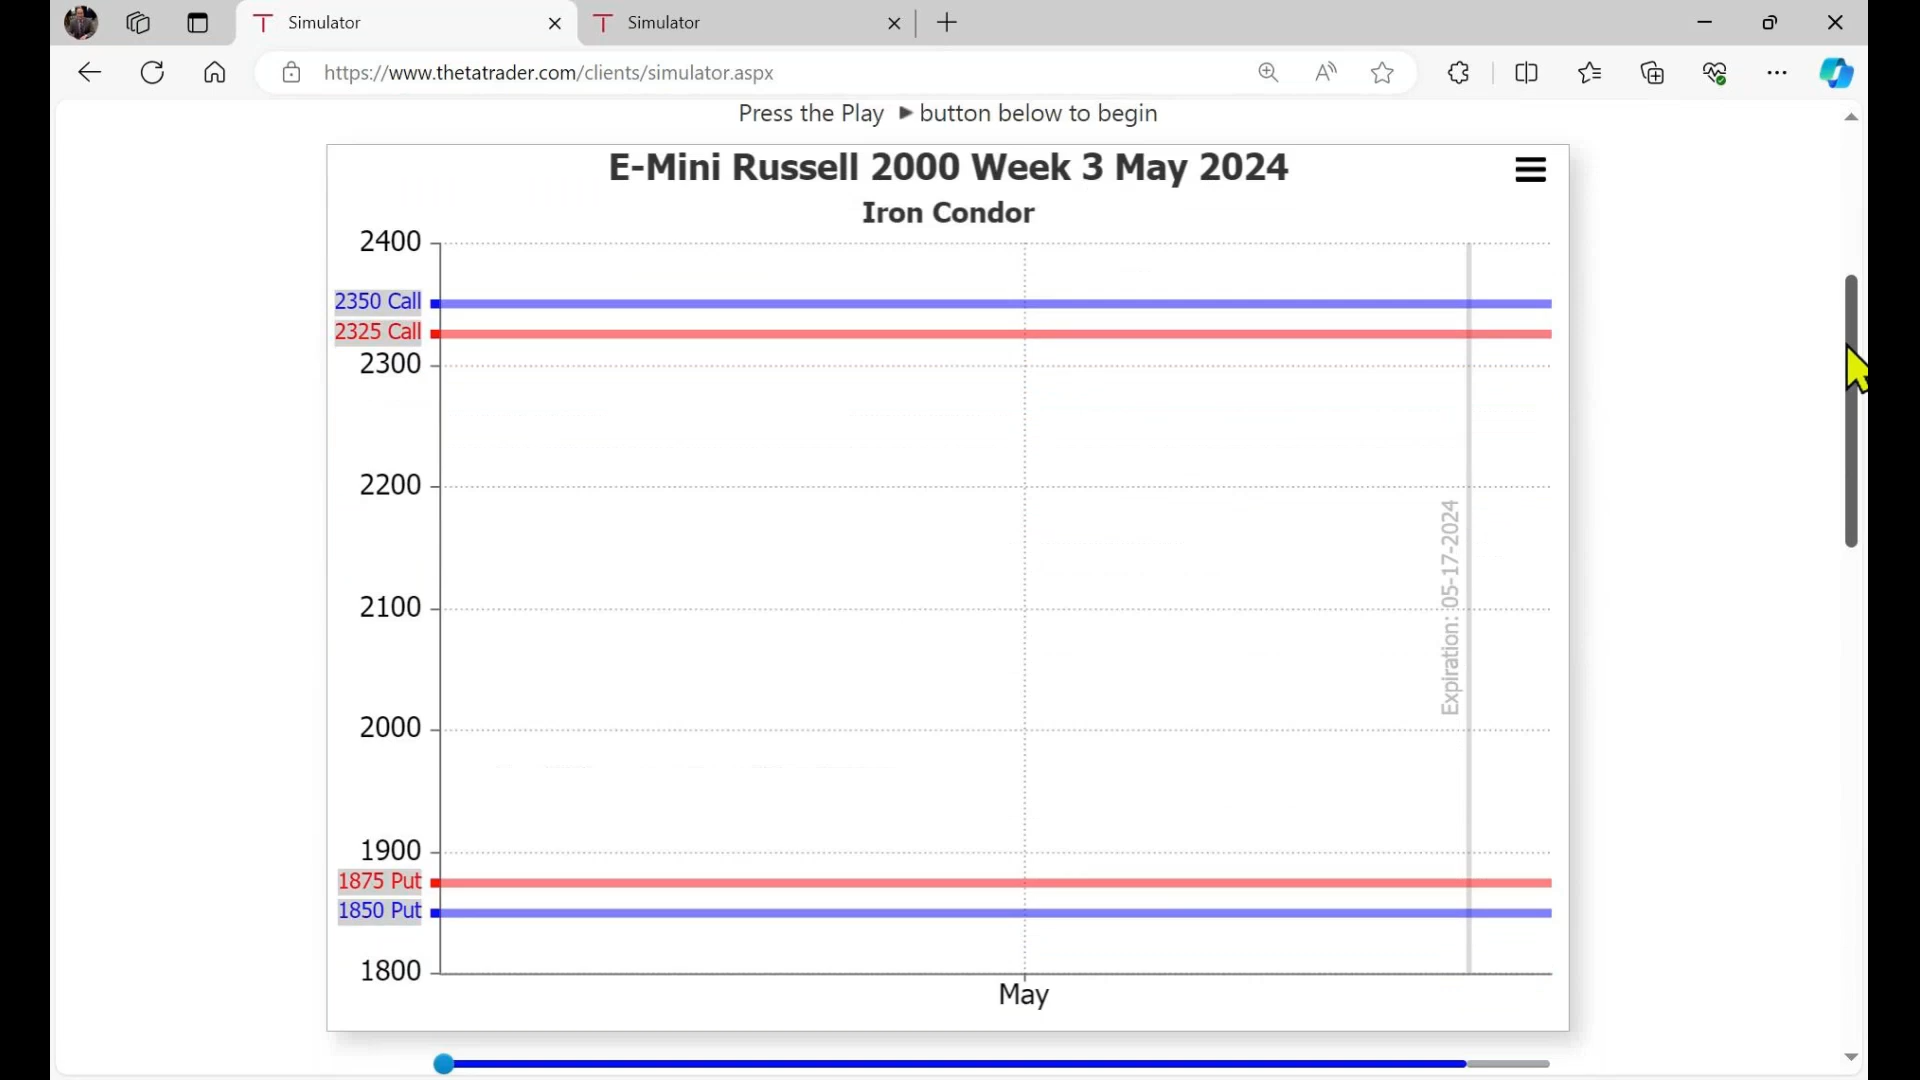 Simulator
Simulator
https://www.thetatrader.com/clients/simulator.aspx
Press the Play ▶ button below to begin
E-Mini Russell 2000 Week 3 May 2024
Iron Condor
2400
2350 Call
2325 Call
2300
2200
2100
2000
1900
1875 Put
1850 Put
1800
Expiration: 05-17-2024
May